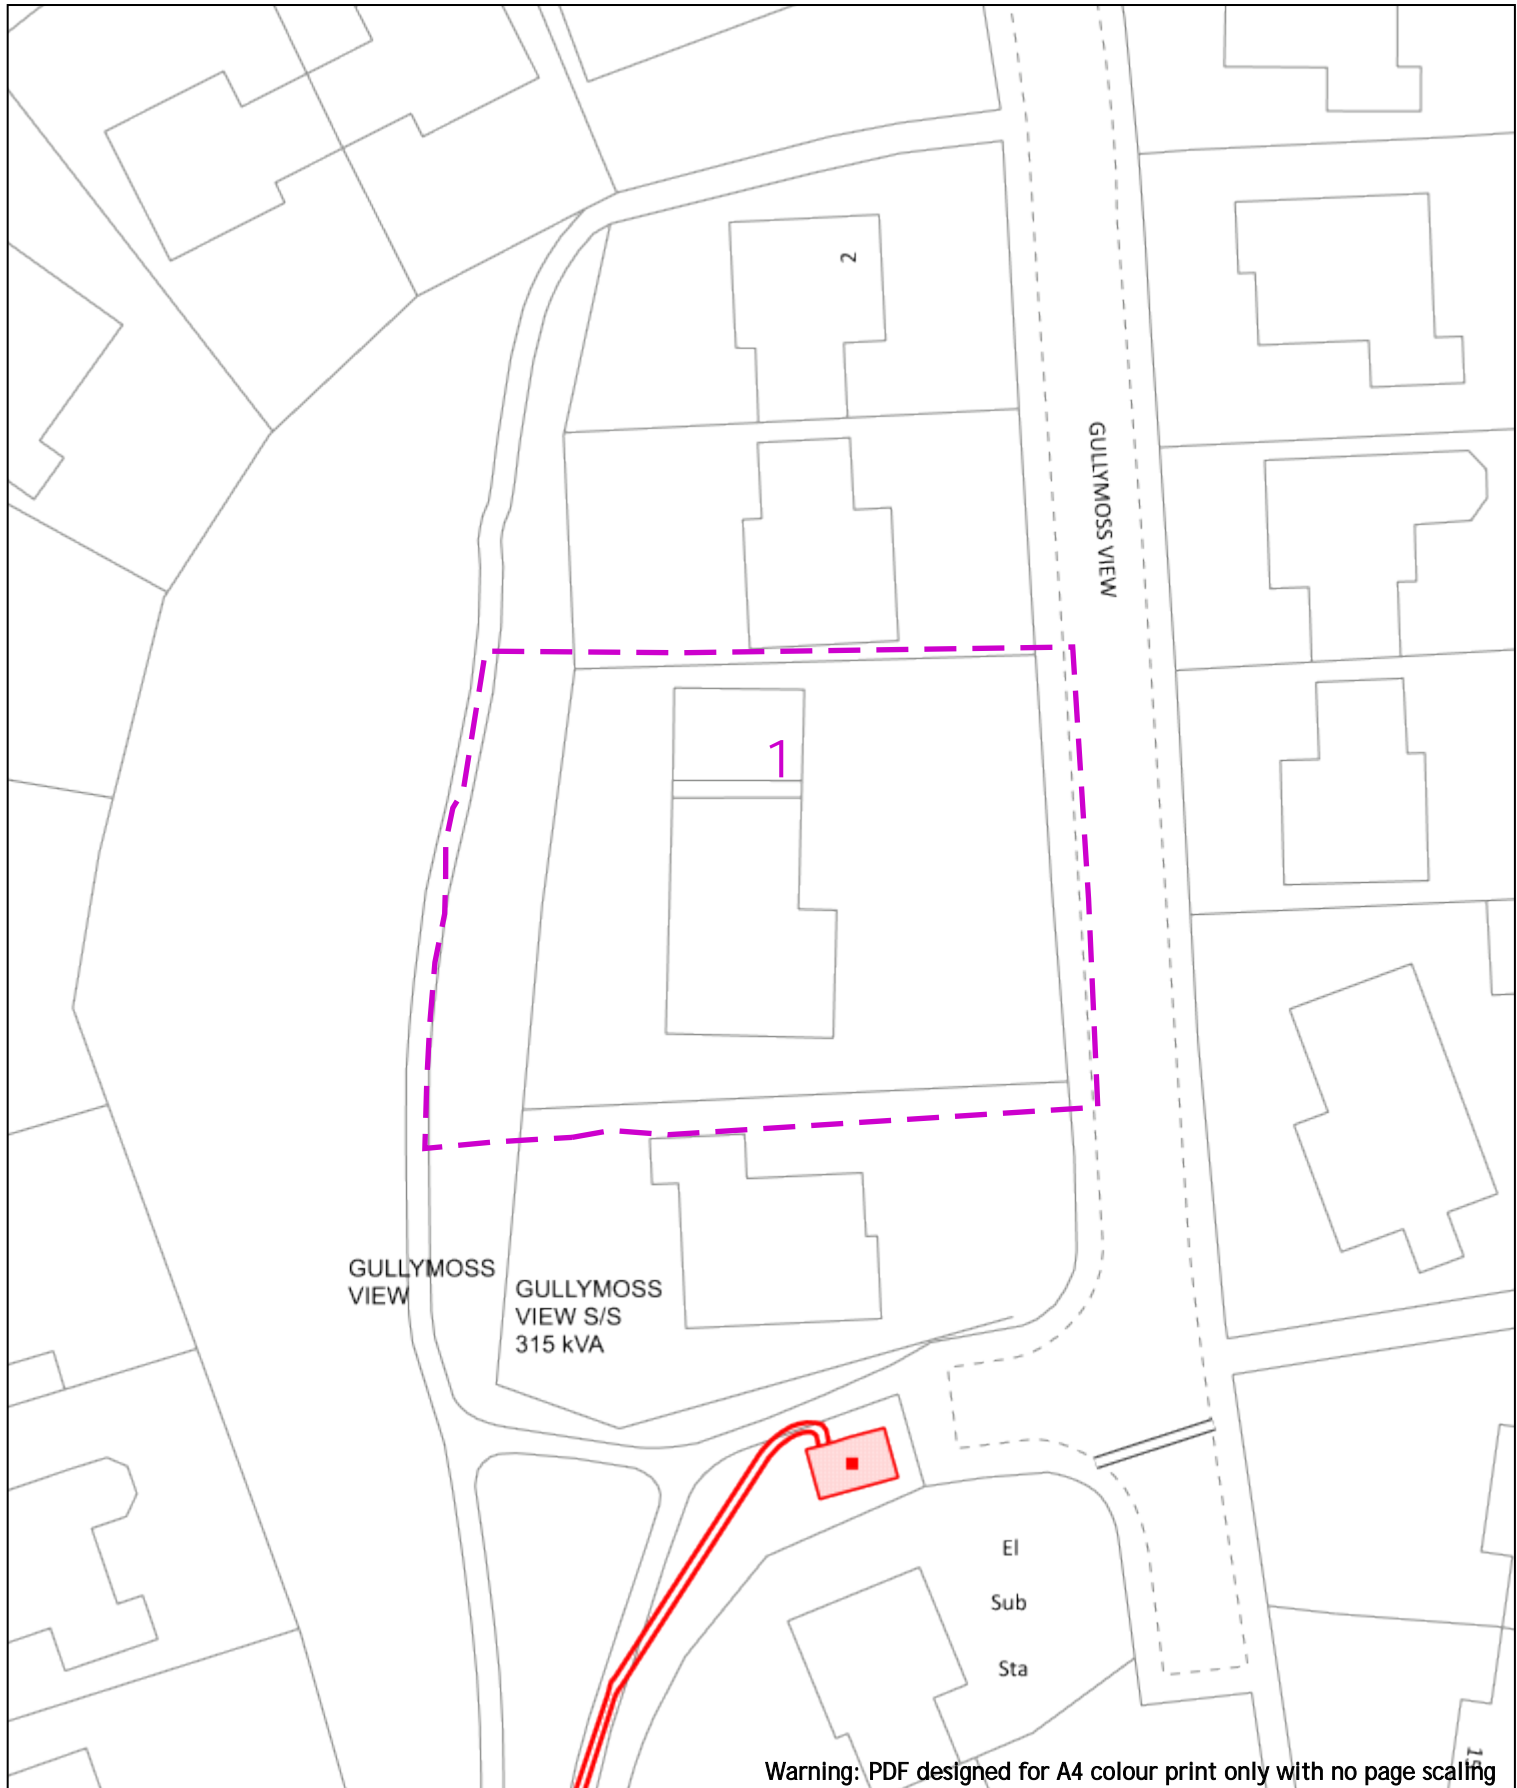 2
GULLYMOSS VIEW
1
GULLYMOSS
VIEW
GULLYMOSS
VIEW S/S
315 kVA
El
Sub
Sta
Warning: PDF designed for A4 colour print only with no page scaling